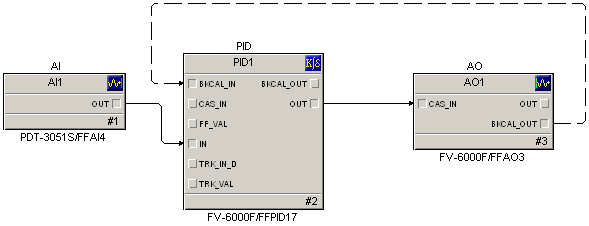 AI
AI1
OUT
#1
PDT-3051S/FFAI4
PID
PID1
BKCAL_IN
BKCAL_OUT
CAS_IN
OUT
FF_VAL
IN
TRK_IN_D
TRK_VAL
#2
FV-6000F/FFPID17
AO
AO1
CAS_IN
OUT
BKCAL_OUT
#3
FV-6000F/FFAO3